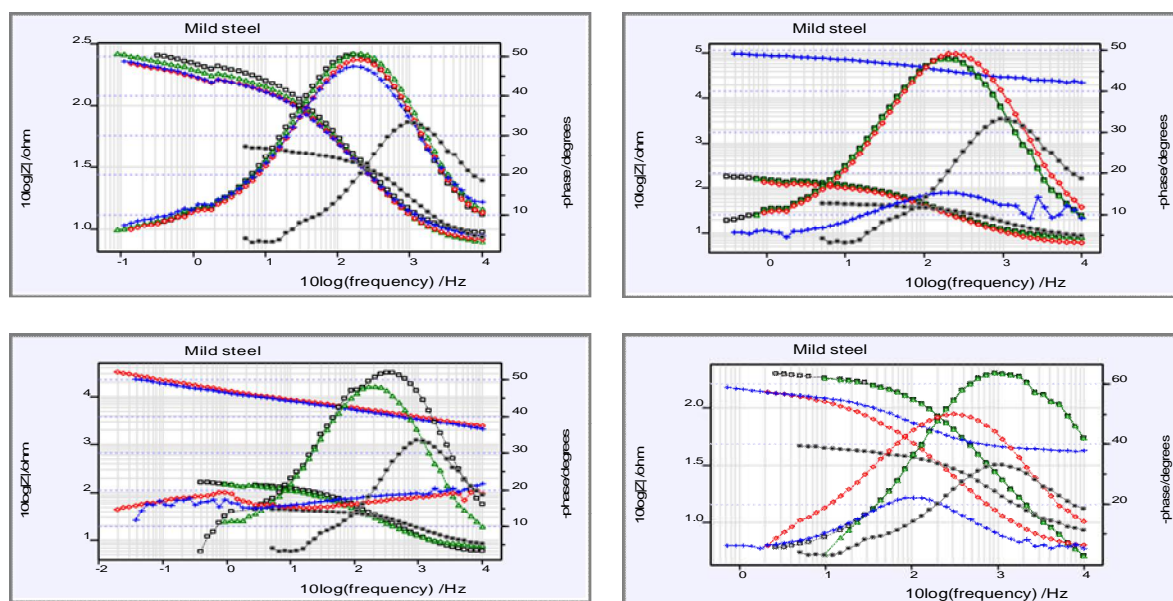 Mild steel
2.5
2.0
1.5
1.0
10log|Z| /ohm
50
40
30
20
10
-phase/degrees
-1 0 1 2 3 4
10log(frequency) /Hz
Mild steel
5
4
3
2
1
10log|Z| /ohm
50
40
30
20
10
-phase/degrees
0 1 2 3 4
10log(frequency) /Hz
Mild steel
4
3
2
1
10log|Z| /ohm
50
40
30
20
10
-phase/degrees
-2 -1 0 1 2 3 4
10log(frequency) /Hz
Mild steel
2.0
1.5
1.0
10log|Z| /ohm
60
40
20
-phase/degrees
0 1 2 3 4
10log(frequency) /Hz